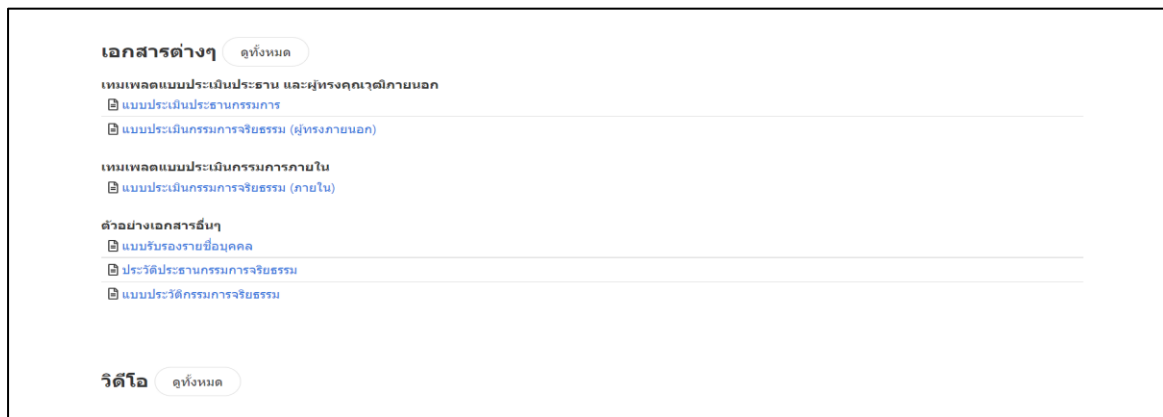 เอกสารต่างๆ ดูทั้งหมด
เทมเพลตแบบประเมินประธาน และผู้ทรงคุณวุฒิภายนอก
แบบประเมินประธานกรรมการ
แบบประเมินกรรมการจริยธรรม (ผู้ทรงภายนอก)
เทมเพลตแบบประเมินกรรมการภายใน
แบบประเมินกรรมการจริยธรรม (ภายใน)
ตัวอย่างเอกสารอื่นๆ
แบบรับรองรายชื่อบุคคล
ประวัติประธานกรรมการจริยธรรม
แบบประวัติกรรมการจริยธรรม
วิดีโอ ดูทั้งหมด